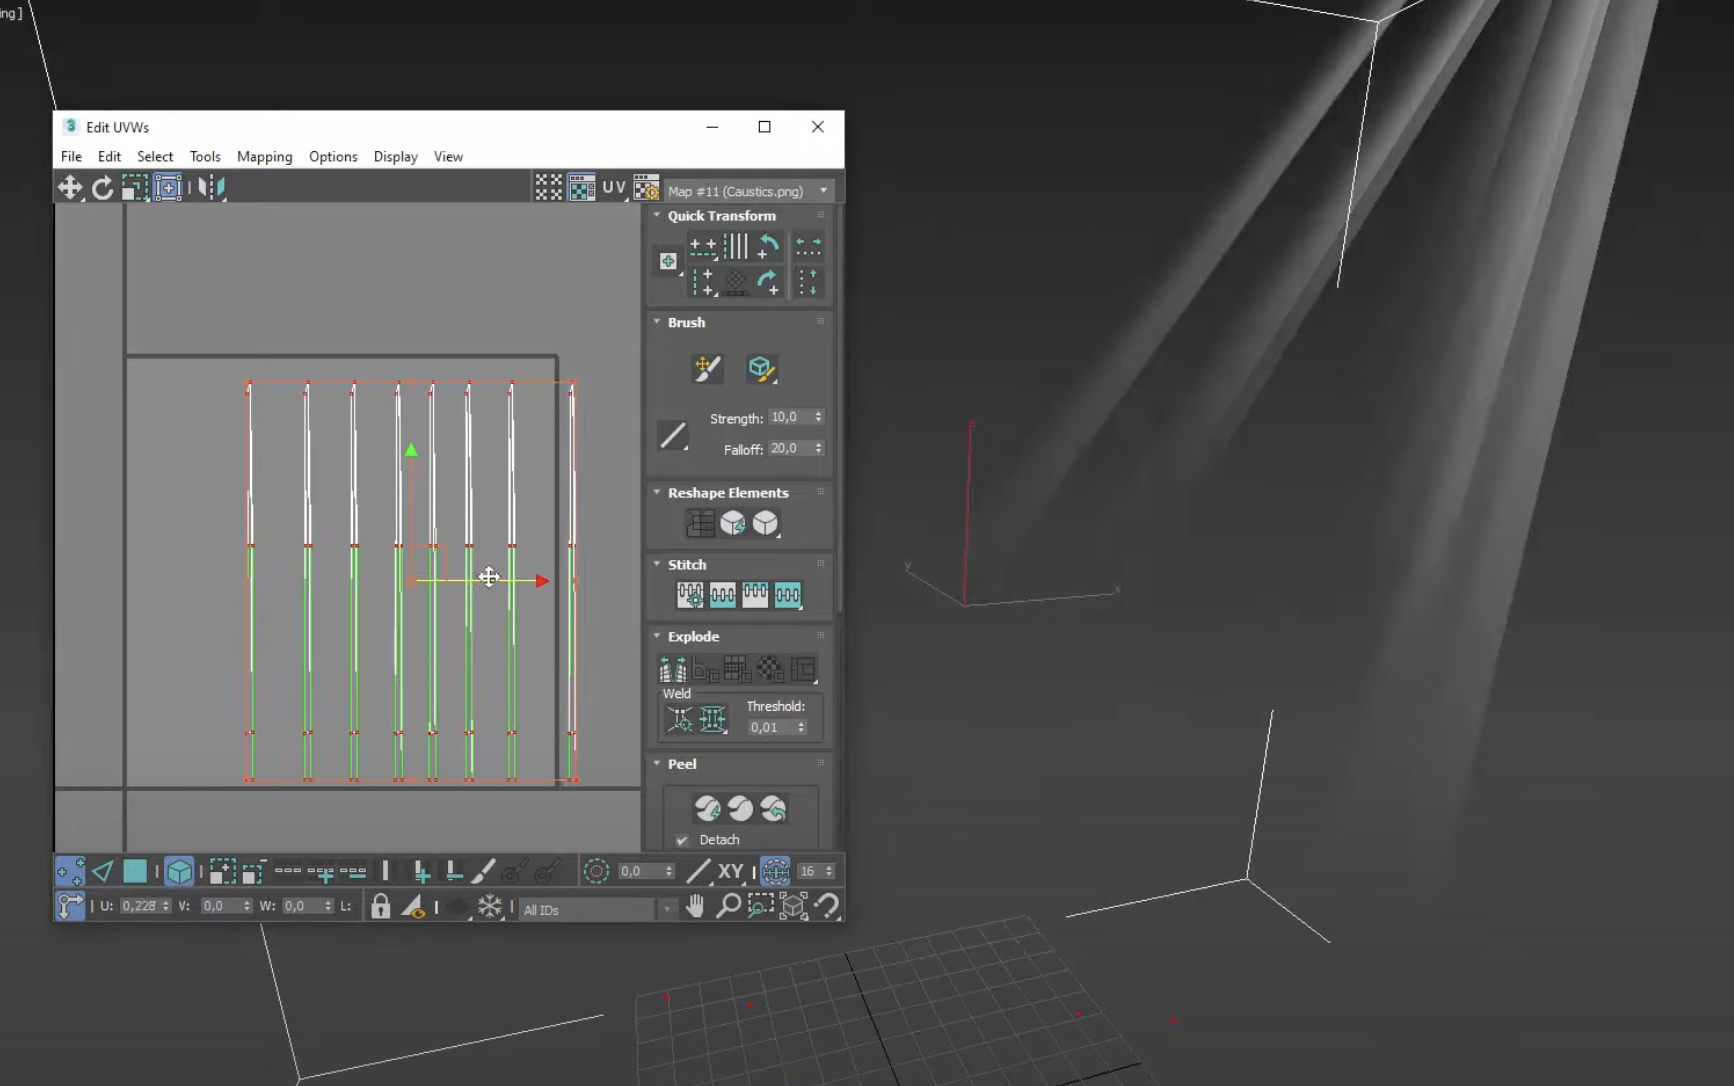 ing ]
3 Edit UVWs
File Edit Select Tools Mapping Options Display View
UV Map #11 (Caustics.png)
Quick Transform
Brush
Strength: 10,0
Falloff: 20,0
Reshape Elements
Stitch
Explode
Weld
Threshold:
0,01
Peel
Detach
0,0 XY 16
U: 0,228 V: 0,0 W: 0,0 L: All IDs
y
x